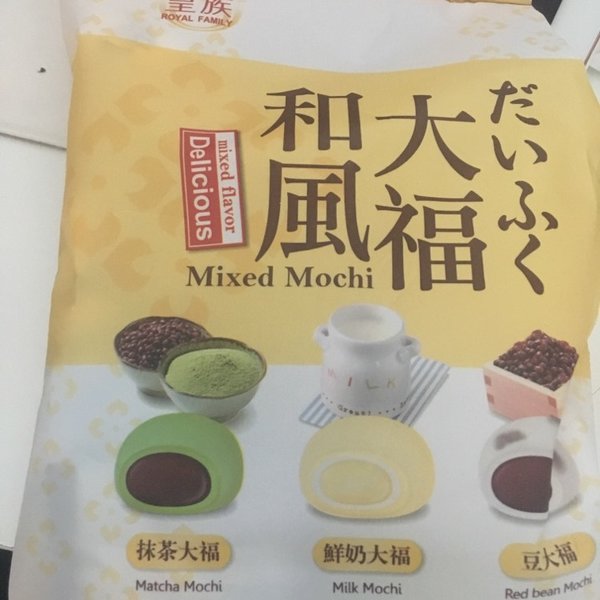 皇族
ROYAL FAMILY
だいふく
大福
和風
mixed flavor
Delicious
Mixed Mochi
MILK
抹茶大福
鮮奶大福
豆大福
Matcha Mochi
Milk Mochi
Red bean Mochi